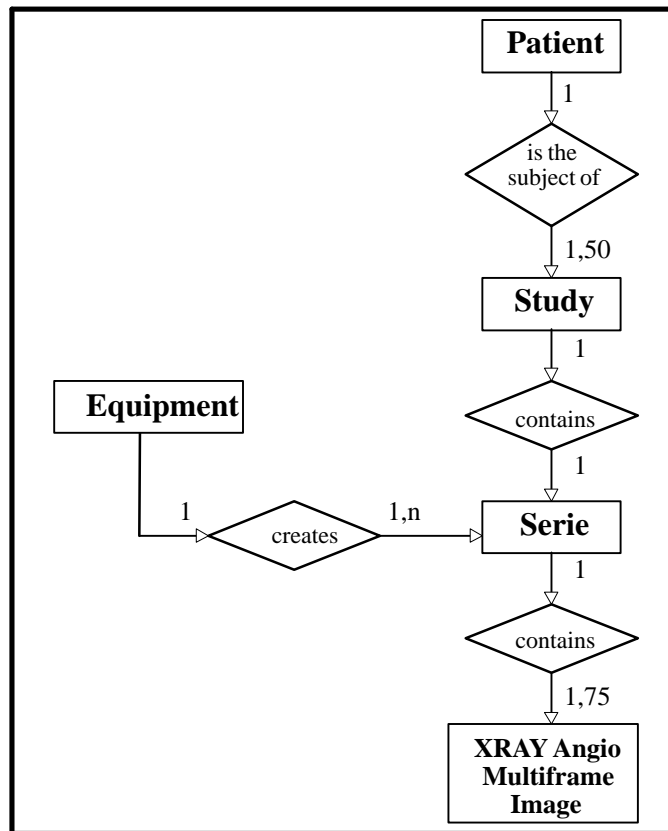 Patient
1
is the
subject of
1,50
Study
1
contains
1
Equipment
1
creates
1,n
Serie
1
contains
1,75
XRAY Angio
Multiframe
Image